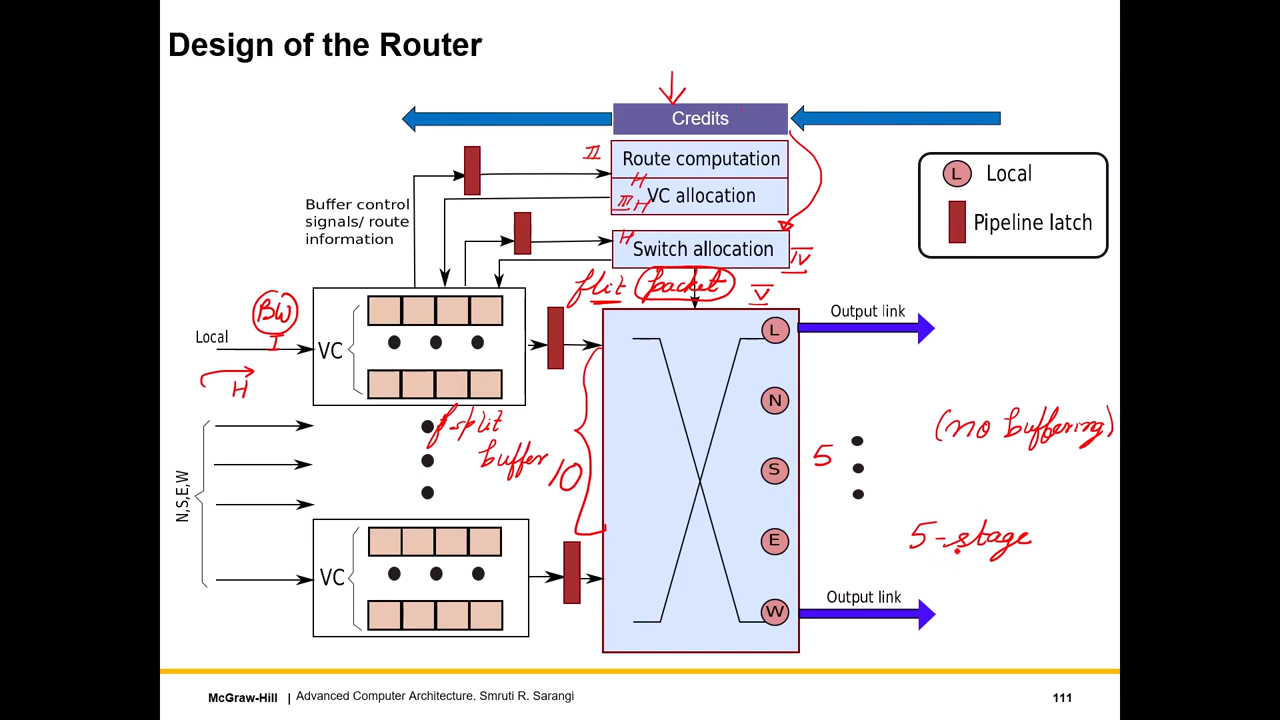 Design of the Router
Credits
II
Route computation
H
III H
VC allocation
Buffer control
signals/ route
information
H
Switch allocation
IV
L
Local
Pipeline latch
flit (packet)
V
BW
I
Local
H
VC
L
Output link
N
split
buffer
10
5
(no buffering)
S
N,S,E,W
E
5-stage
VC
W
Output link
McGraw-Hill | Advanced Computer Architecture. Smruti R. Sarangi
111